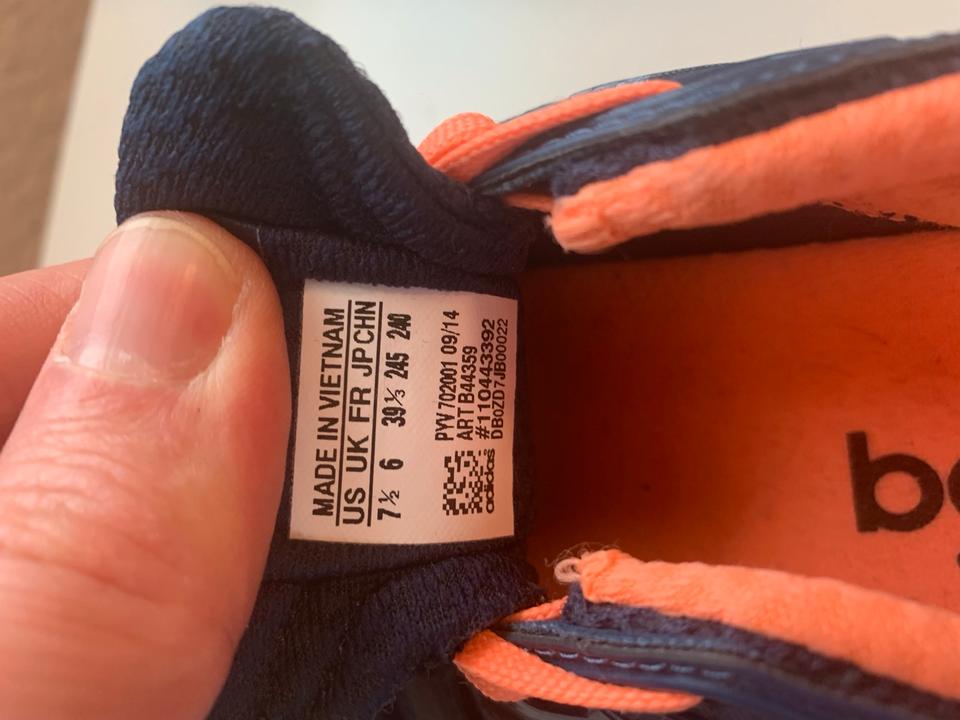 MADE IN VIETNAM
US UK FR JP CHN
7½ 6 39⅓ 245 240
PYV 702001 09/14
ART B44359
#110443392
DB0ZD7JB00022
adidas